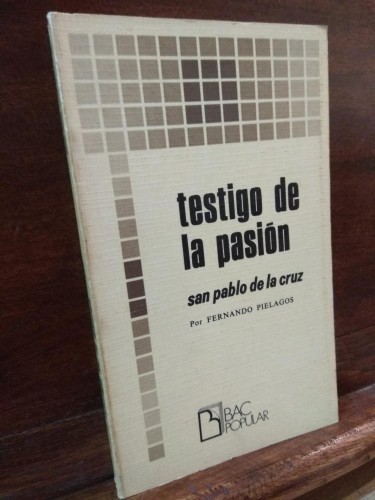 testigo de
la pasión
san pablo de la cruz
Por FERNANDO PIELAGOS
BAC
POPULAR